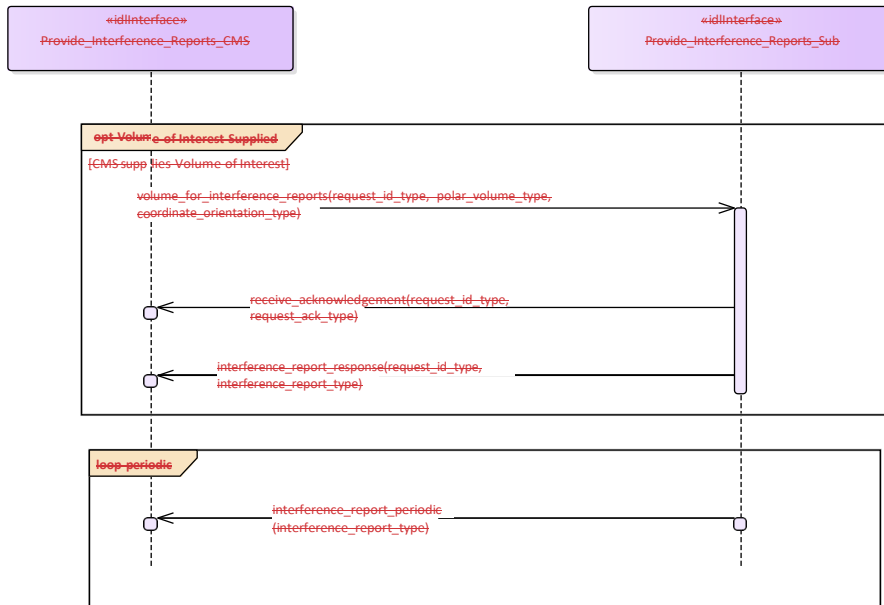 «idlInterface»
Provide_Interference_Reports_CMS
«idlInterface»
Provide_Interference_Reports_Sub
opt Volume of Interest Supplied
[CMS supplies Volume of Interest]
volume_for_interference_reports(request_id_type, polar_volume_type,
coordinate_orientation_type)
receive_acknowledgement(request_id_type,
request_ack_type)
interference_report_response(request_id_type,
interference_report_type)
loop periodic
interference_report_periodic
(interference_report_type)